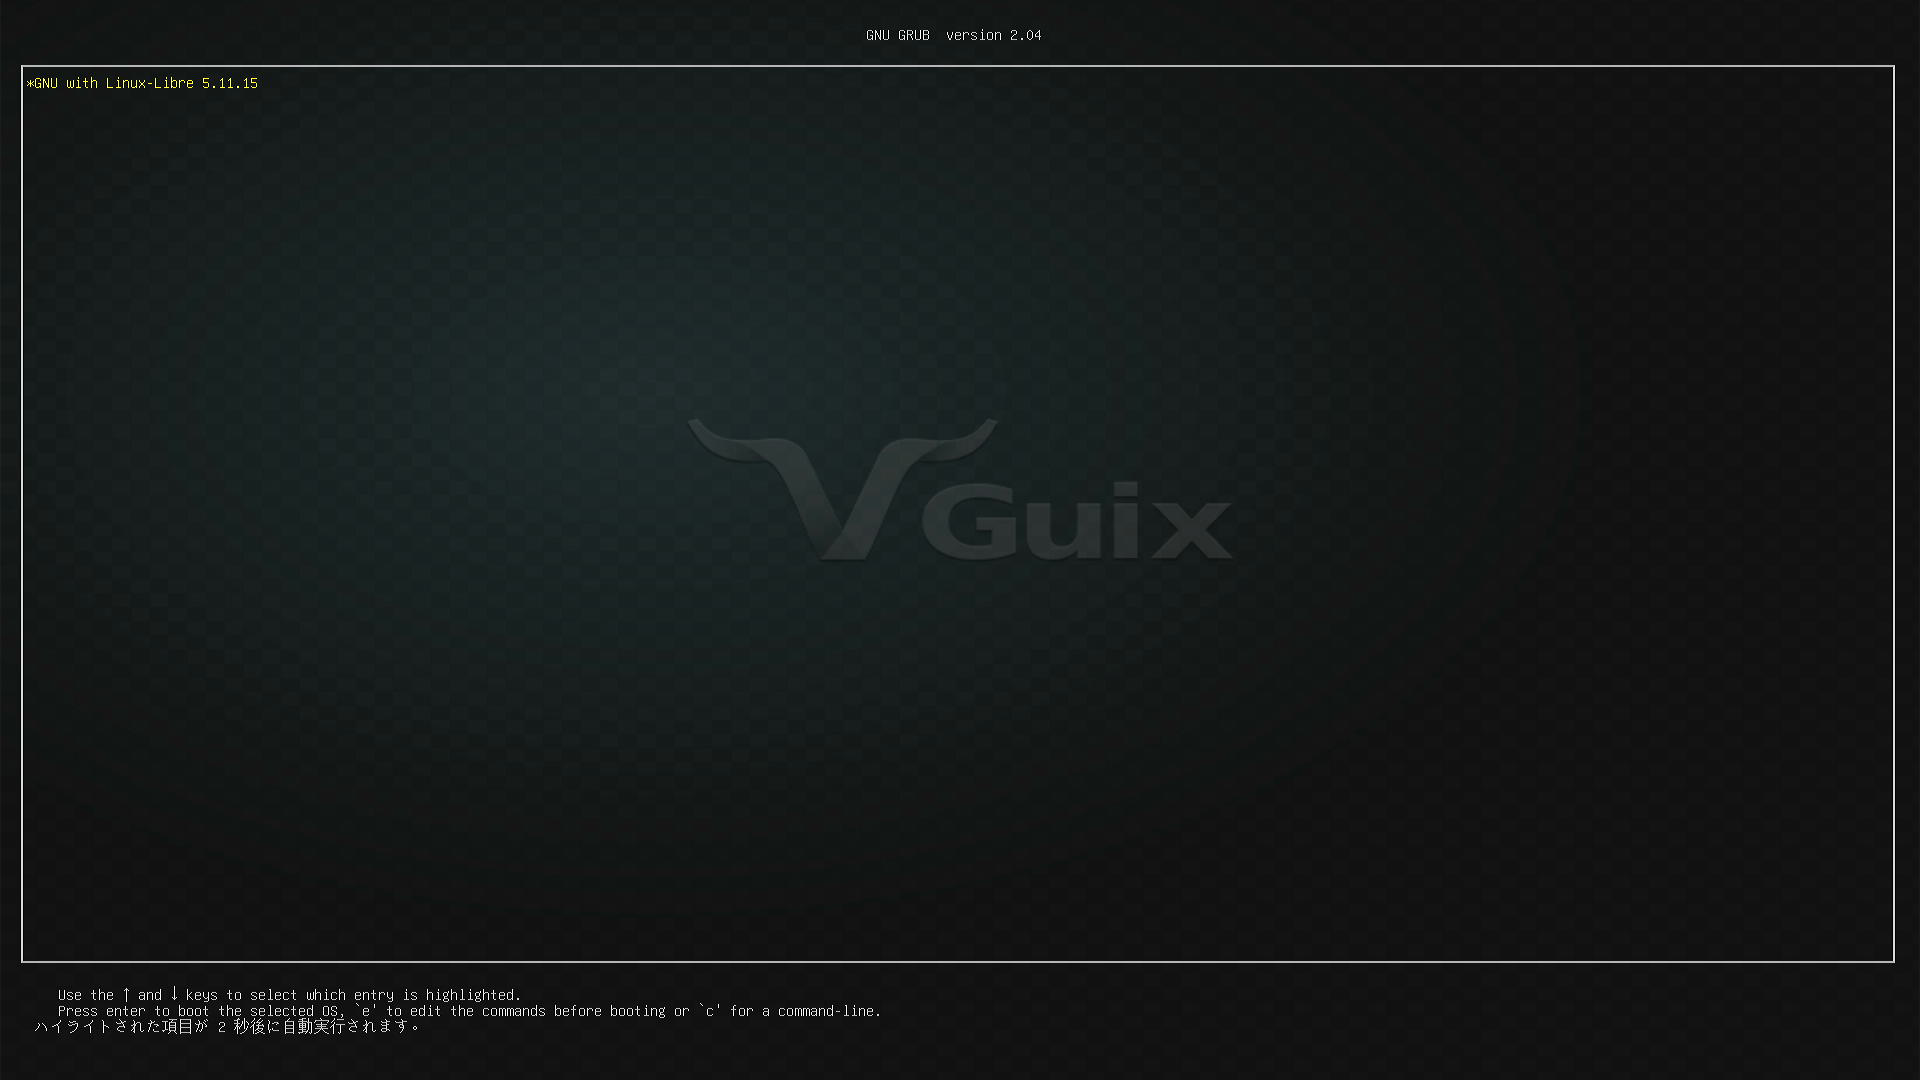 GNU GRUB  version 2.04
*GNU with Linux-Libre 5.11.15
Guix
Use the ↑ and ↓ keys to select which entry is highlighted.
Press enter to boot the selected OS, `e' to edit the commands before booting or `c' for a command-line.
ハイライトされた項目が 2 秒後に自動実行されます。